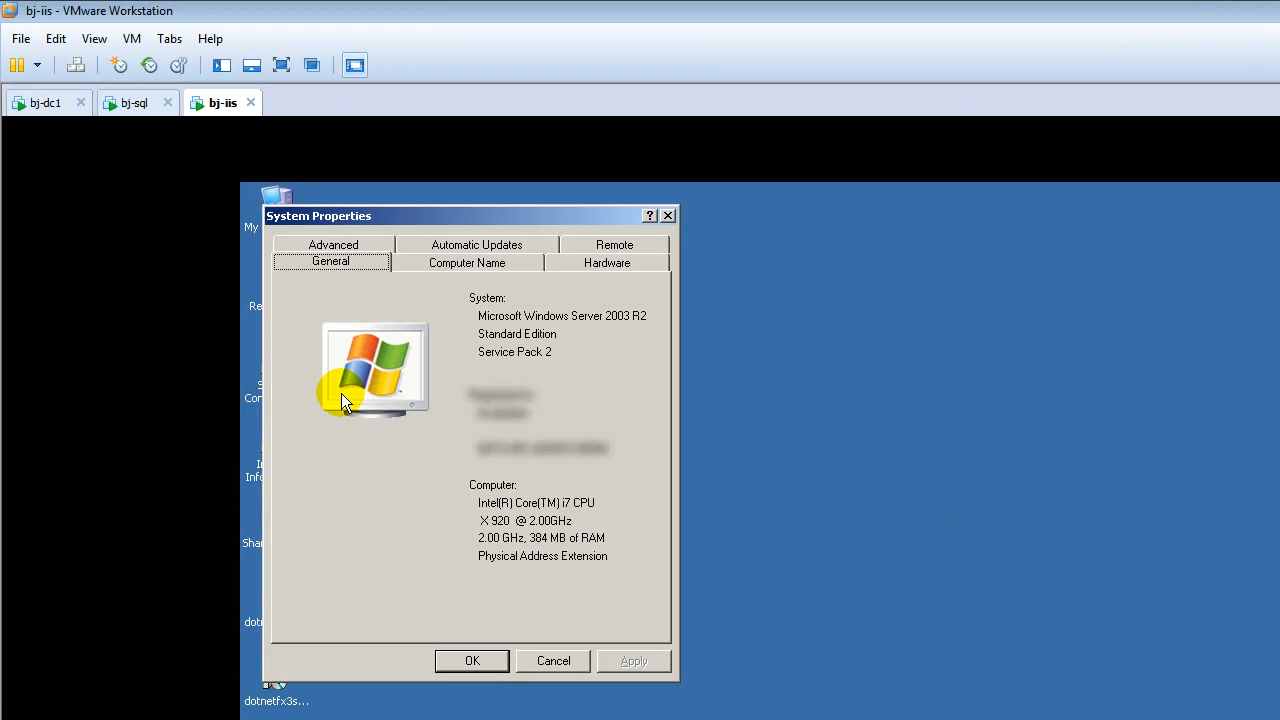 bj-iis - VMware Workstation
File Edit View VM Tabs Help
bj-dc1 bj-sql bj-iis
My
System Properties
Advanced Automatic Updates Remote
General Computer Name Hardware
System:
Microsoft Windows Server 2003 R2
Standard Edition
Service Pack 2
Computer:
Intel(R) Core(TM) i7 CPU
X 920 @ 2.00GHz
2.00 GHz, 384 MB of RAM
Physical Address Extension
OK Cancel Apply
dotnetfx3s...